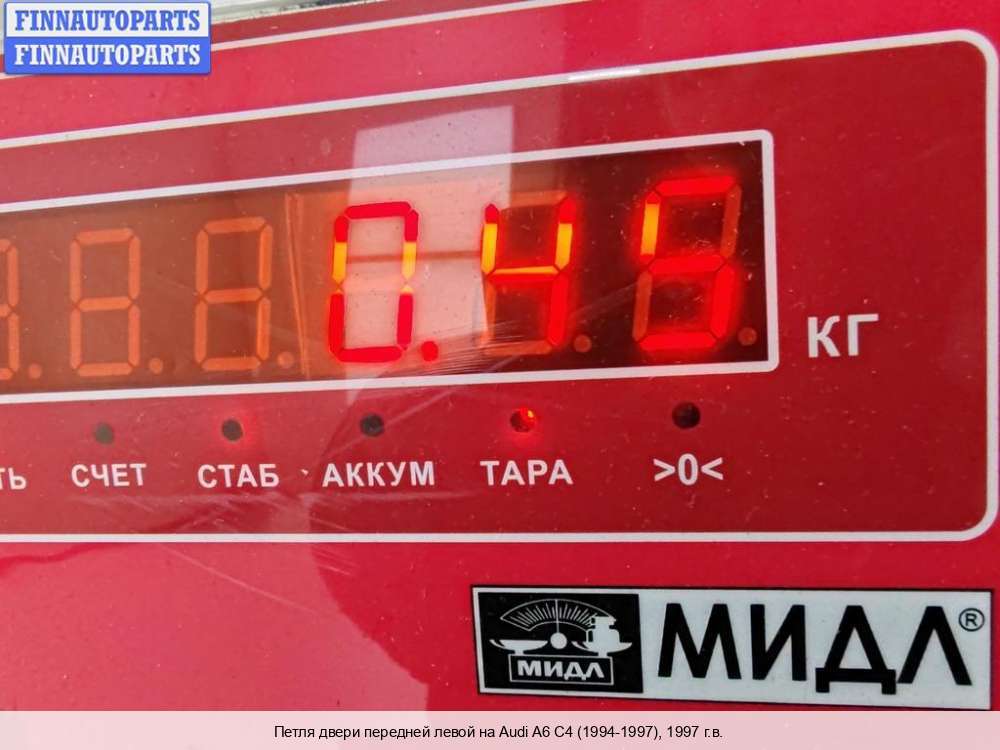 FINNAUTOPARTS
FINNAUTOPARTS
0.45
КГ
СЧЕТ СТАБ АККУМ ТАРА >0<
МИДЛ
МИДЛ®
Петля двери передней левой на Audi A6 C4 (1994-1997), 1997 г.в.